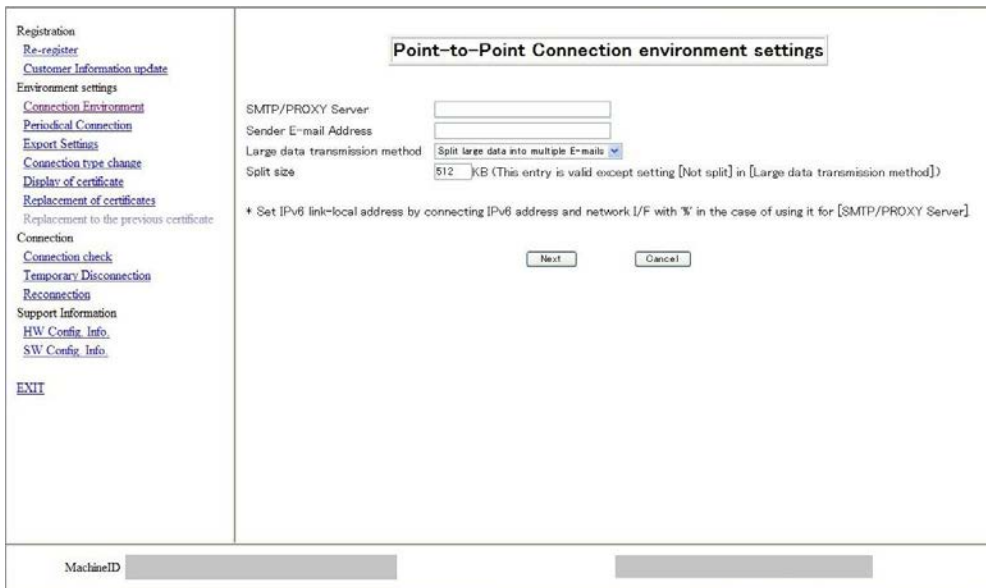 Registration
Re-register
Customer Information update
Environment settings
Connection Environment
Periodical Connection
Export Settings
Connection type change
Display of certificate
Replacement of certificates
Replacement to the previous certificate
Connection
Connection check
Temporary Disconnection
Reconnection
Support Information
HW Config. Info.
SW Config. Info.
EXIT
Point-to-Point Connection environment settings
SMTP/PROXY Server
Sender E-mail Address
Large data transmission method Split large data into multiple E-mails
Split size 512 KB (This entry is valid except setting [Not split] in [Large data transmission method].)
* Set IPv6 link-local address by connecting IPv6 address and network I/F with '%' in the case of using it for [SMTP/PROXY Server].
Next Cancel
MachineID